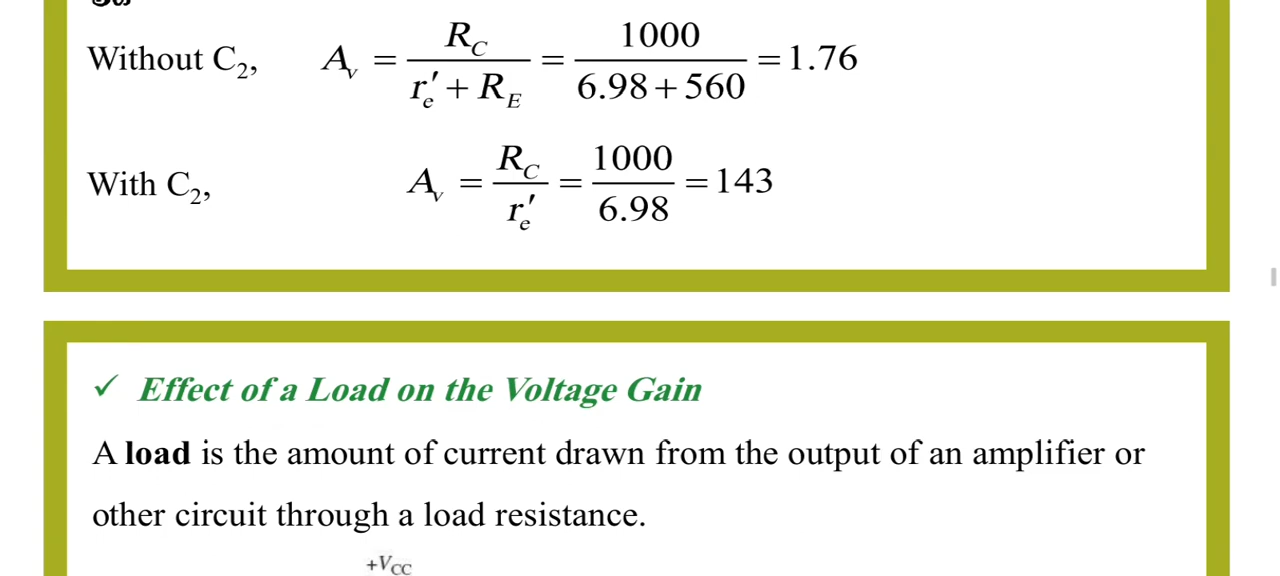 Without C₂, Aᵥ = R_C / (r′ₑ + R_E) = 1000 / (6.98 + 560) = 1.76
With C₂, Aᵥ = R_C / r′ₑ = 1000 / 6.98 = 143
✓ Effect of a Load on the Voltage Gain
A load is the amount of current drawn from the output of an amplifier or
other circuit through a load resistance.
+V_CC